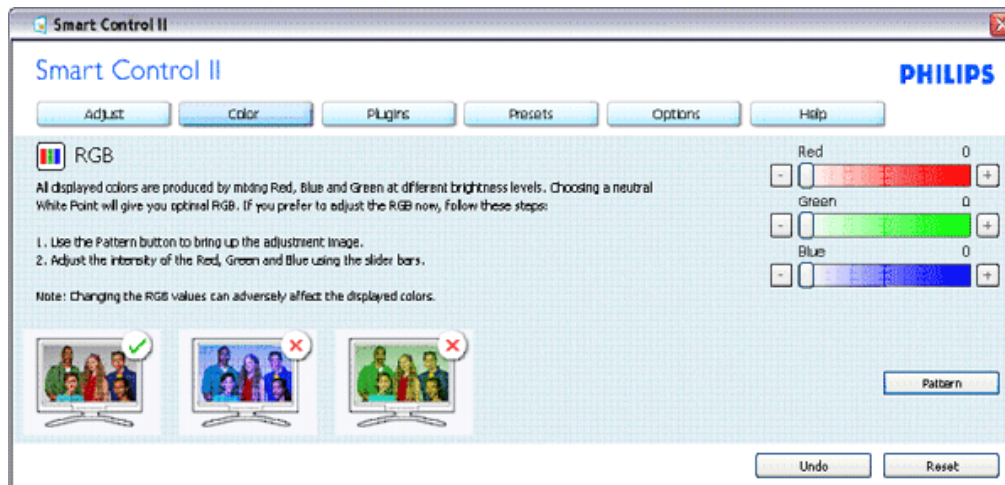 Smart Control II
Smart Control II
PHILIPS
Adjust Color Plugins Presets Options Help
RGB
All displayed colors are produced by mixing Red, Blue and Green at different brightness levels. Choosing a neutral
White Point will give you optimal RGB. If you prefer to adjust the RGB now, follow these steps:
1. Use the Pattern button to bring up the adjustment image.
2. Adjust the intensity of the Red, Green and Blue using the slider bars.
Note: Changing the RGB values can adversely affect the displayed colors.
Red 0
- +
Green 0
- +
Blue 0
- +
Pattern
Undo Reset